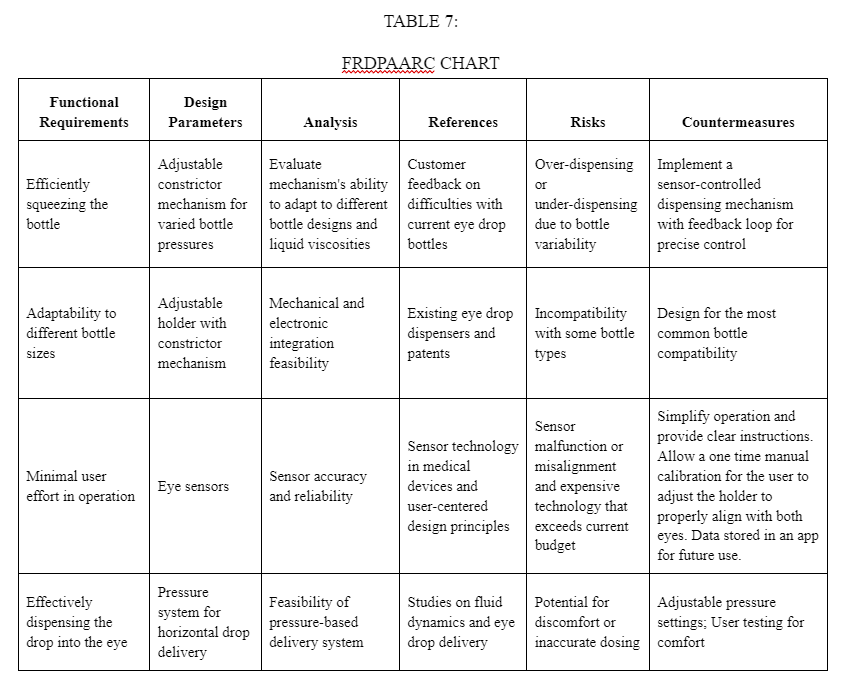 TABLE 7:
FRDPAARC CHART
Functional
Requirements
Design
Parameters
Analysis
References
Risks
Countermeasures
Efficiently
squeezing the
bottle
Adjustable
constrictor
mechanism for
varied bottle
pressures
Evaluate
mechanism's ability
to adapt to different
bottle designs and
liquid viscosities
Customer
feedback on
difficulties with
current eye drop
bottles
Over-dispensing
or
under-dispensing
due to bottle
variability
Implement a
sensor-controlled
dispensing mechanism
with feedback loop for
precise control
Adaptability to
different bottle
sizes
Adjustable
holder with
constrictor
mechanism
Mechanical and
electronic
integration
feasibility
Existing eye drop
dispensers and
patents
Incompatibility
with some bottle
types
Design for the most
common bottle
compatibility
Minimal user
effort in operation
Eye sensors
Sensor accuracy
and reliability
Sensor technology
in medical
devices and
user-centered
design principles
Sensor
malfunction or
misalignment
and expensive
technology that
exceeds current
budget
Simplify operation and
provide clear instructions.
Allow a one time manual
calibration for the user to
adjust the holder to
properly align with both
eyes. Data stored in an app
for future use.
Effectively
dispensing the
drop into the eye
Pressure
system for
horizontal drop
delivery
Feasibility of
pressure-based
delivery system
Studies on fluid
dynamics and eye
drop delivery
Potential for
discomfort or
inaccurate dosing
Adjustable pressure
settings; User testing for
comfort